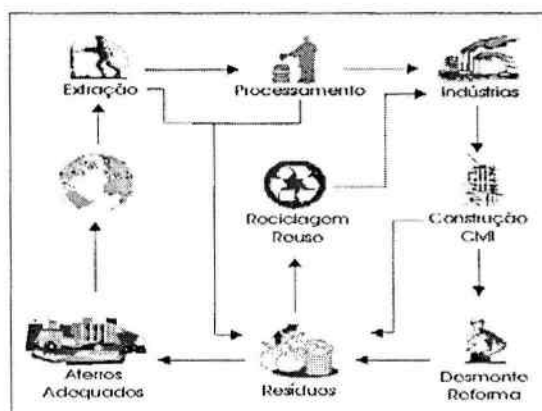 Extração
Processamento
Indústrias
Reciclagem
Reuso
Construção
Civil
Aterros
Adequados
Resíduos
Desmonte
Reforma